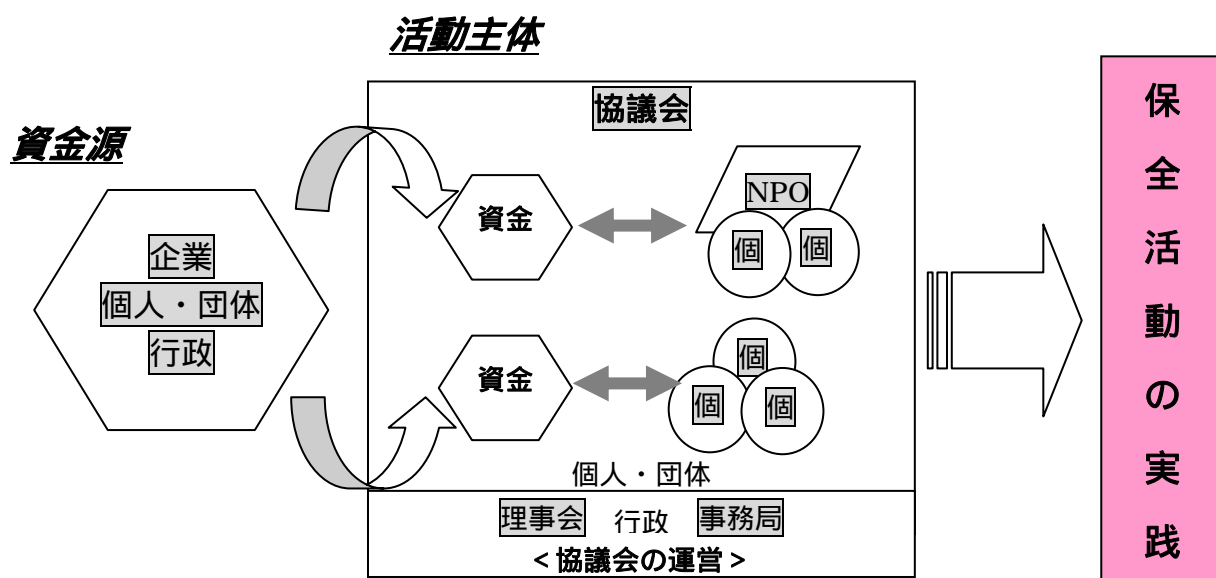 活動主体
資金源
企業
個人・団体
行政
協議会
資金
NPO
個 個
資金
個
個 個
個人・団体
理事会 行政 事務局
<協議会の運営>
保全活動の実践